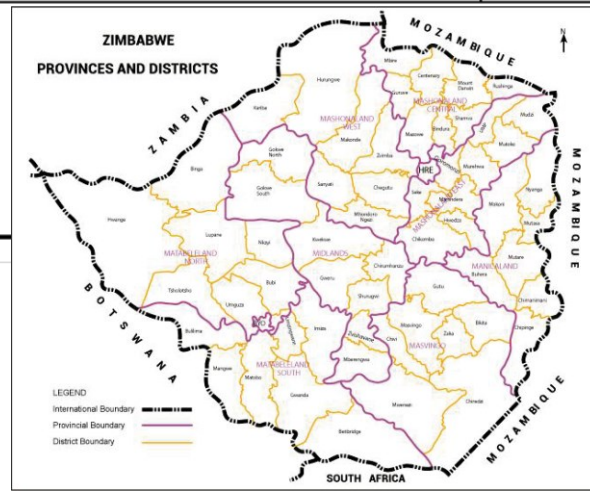 ZIMBABWE
PROVINCES AND DISTRICTS
MOZAMBIQUE
N
ZAMBIA
MOZAMBIQUE
BOTSWANA
MOZAMBIQUE
SOUTH AFRICA
Mbire
Centenary
Mount
Darwin
Rushinga
Hurungwe
Guruve
MASHONALAND
CENTRAL
Shamva
Mudzi
Kariba
MASHONALAND
WEST
Makonde
Mazowe
Bindura
Mutoko
Gokwe
North
Zvimba
HRE
Murehwa
Binga
Gokwe
South
Sanyati
Chegutu
Seke
Marondera
MASHONALAND EAST
Nyanga
Makoni
Mhondoro
Ngezi
Hwedza
Mutasa
Hwange
Lupane
Nkayi
Kwekwe
Chikomba
MATABELELAND
NORTH
MIDLANDS
Chirumhanzu
MANICALAND
Buhera
Mutare
Tsholotsho
Bubi
Gweru
Gutu
Umguza
Shurugwi
Chimanimani
Bulilima
Insiza
Zvishavane
Masvingo
Zaka
Bikita
Chipinge
Mangwe
Matobo
MATABELELAND
SOUTH
Mberengwa
Chivi
MASVINGO
Gwanda
Mwenezi
Chiredzi
Beitbridge
LEGEND
International Boundary
Provincial Boundary
District Boundary